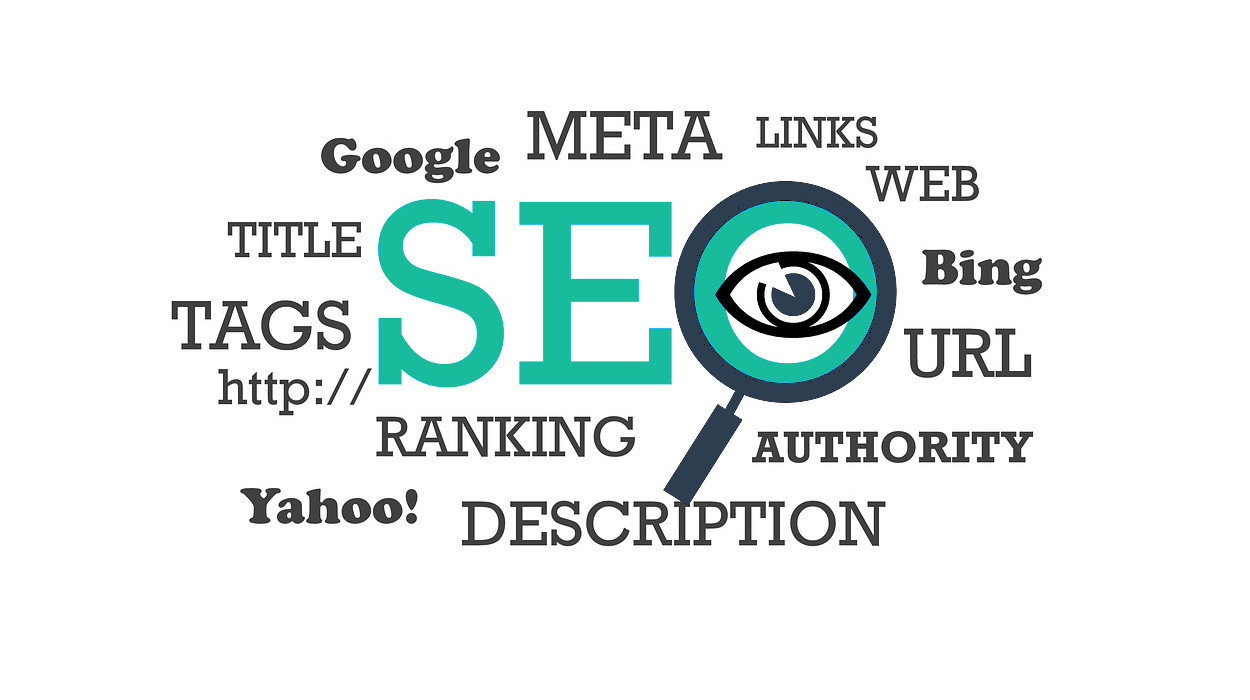 META
LINKS
Google
WEB
TITLE
SEO
Bing
TAGS
URL
http://
RANKING
AUTHORITY
Yahoo!
DESCRIPTION